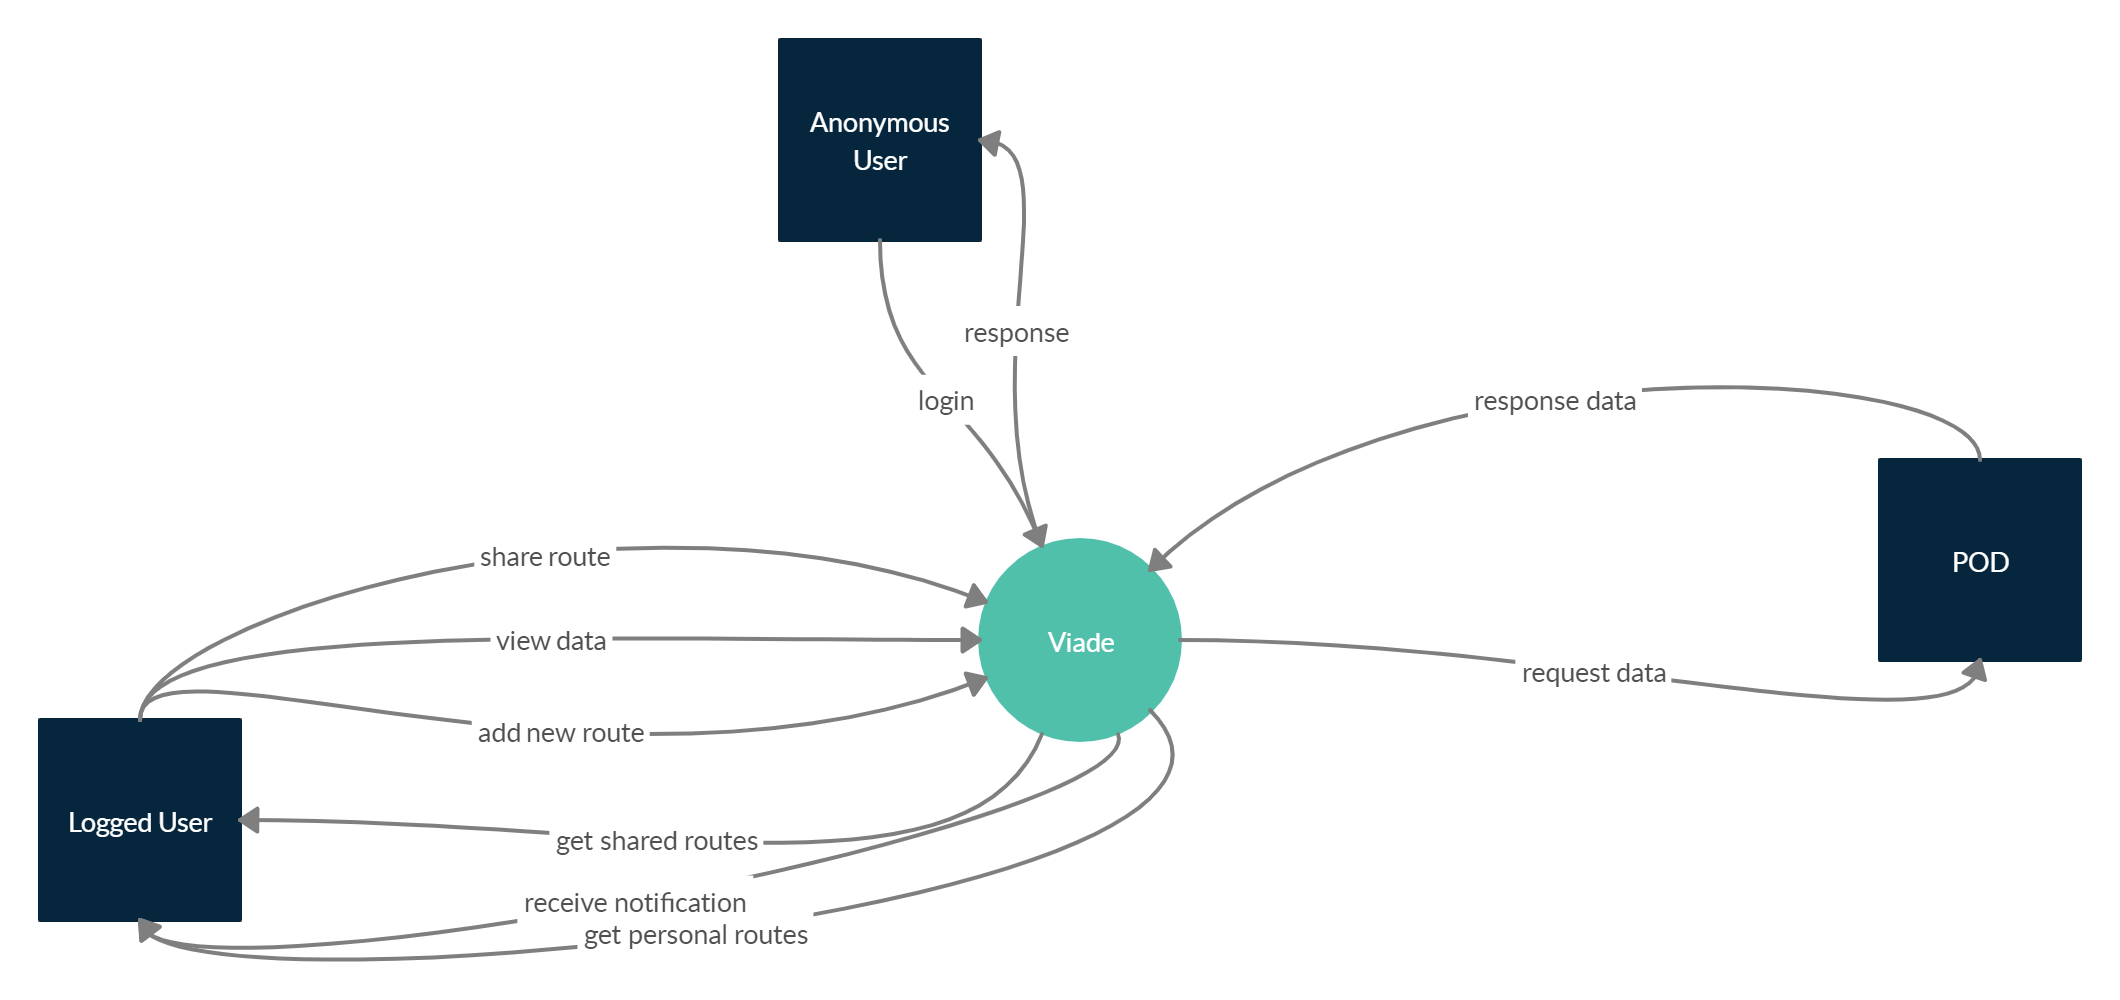 Anonymous
User
response
login
response data
share route
POD
view data
Viade
request data
add new route
Logged User
get shared routes
receive notification
get personal routes